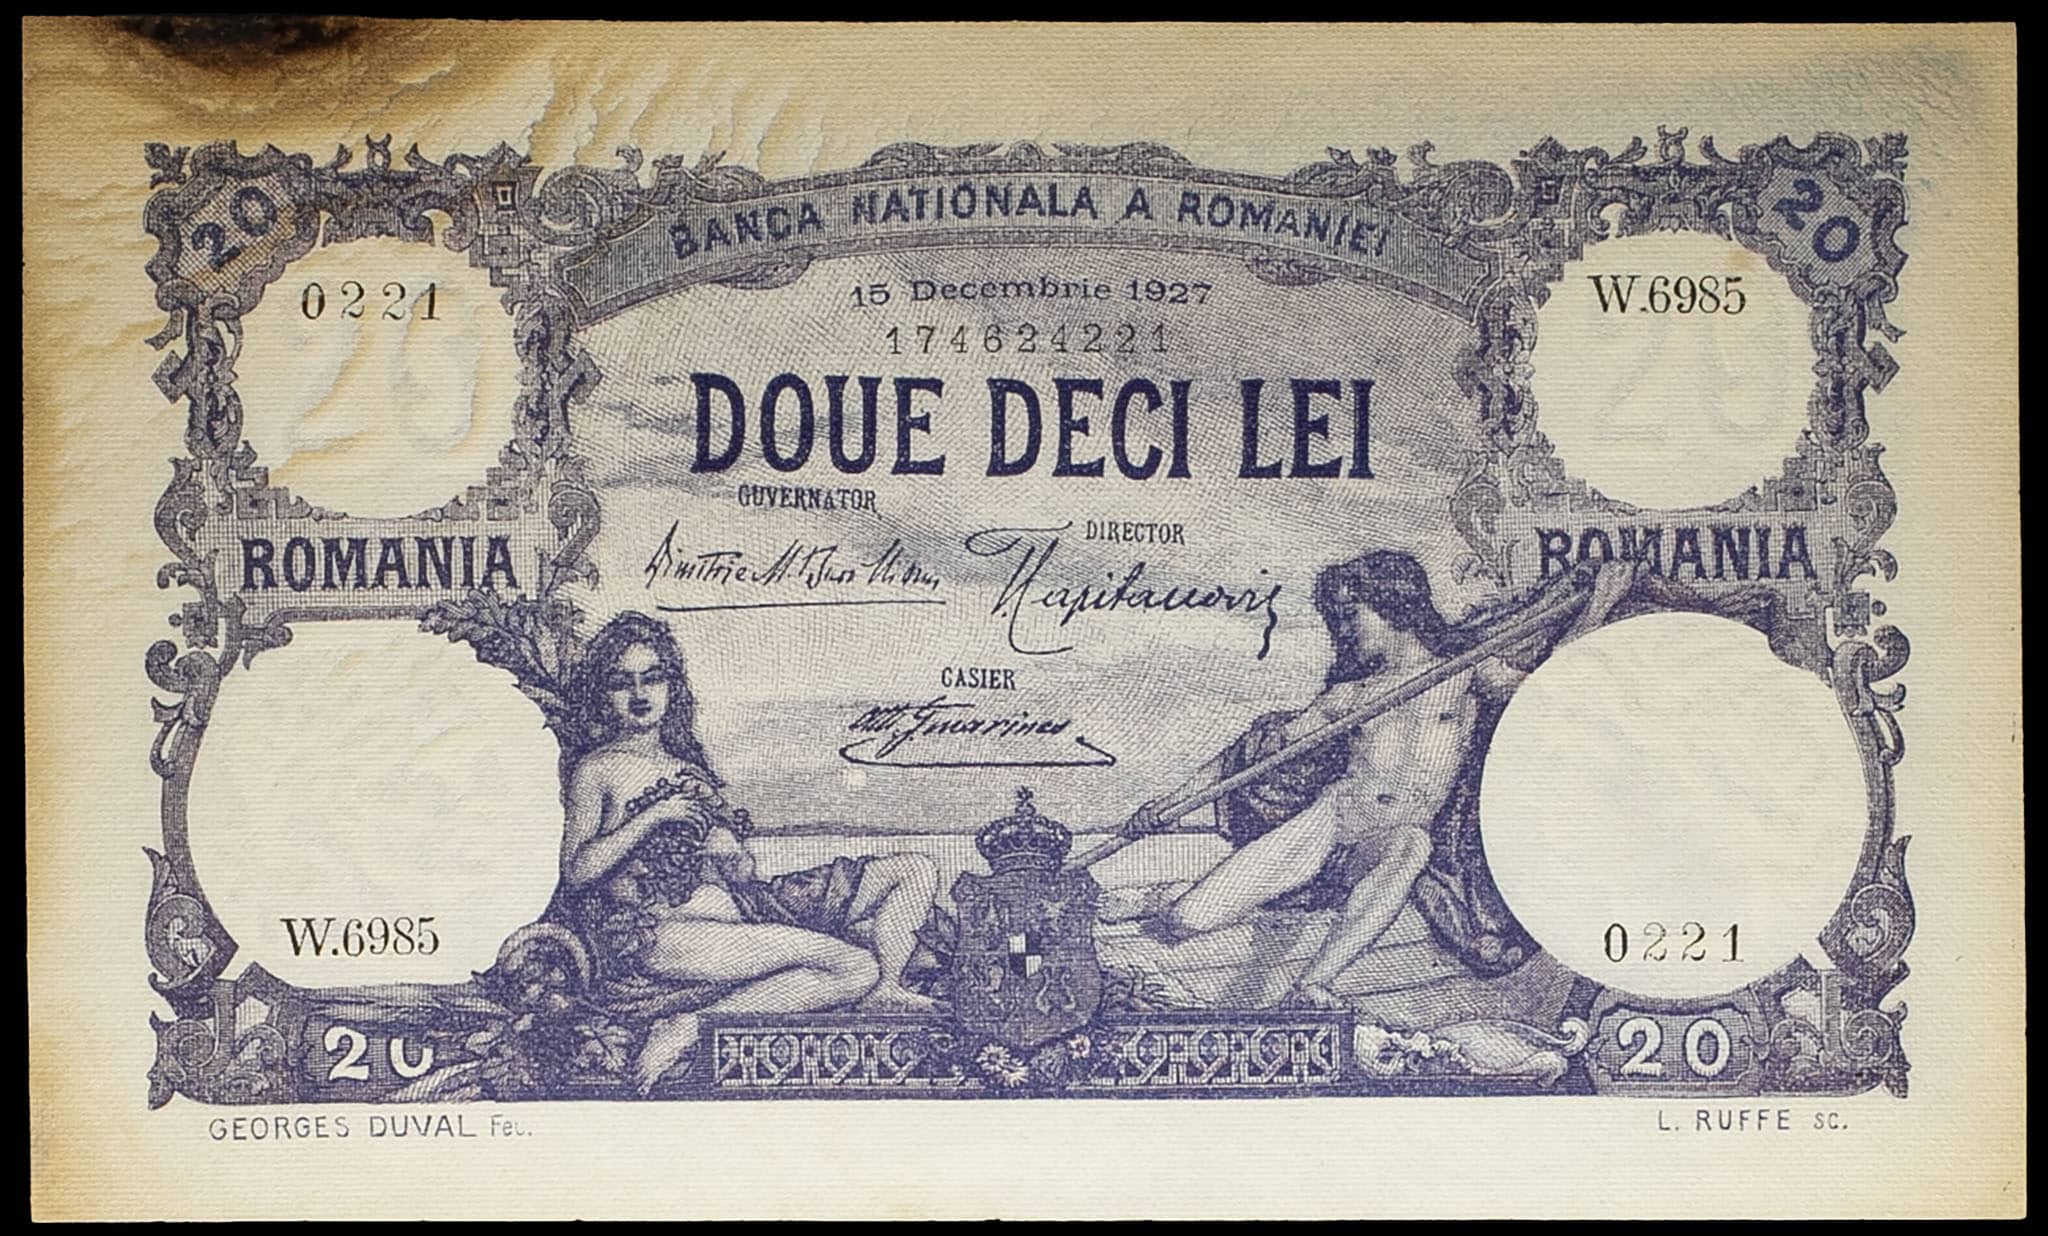 20
20
BANCA NATIONALA A ROMANIEI
0221
W.6985
15 Decembrie 1927
174624221
DOUE DECI LEI
GUVERNATOR
DIRECTOR
ROMANIA
ROMANIA
CASIER
W.6985
0221
20
20
GEORGES DUVAL Fec.
L. RUFFE sc.